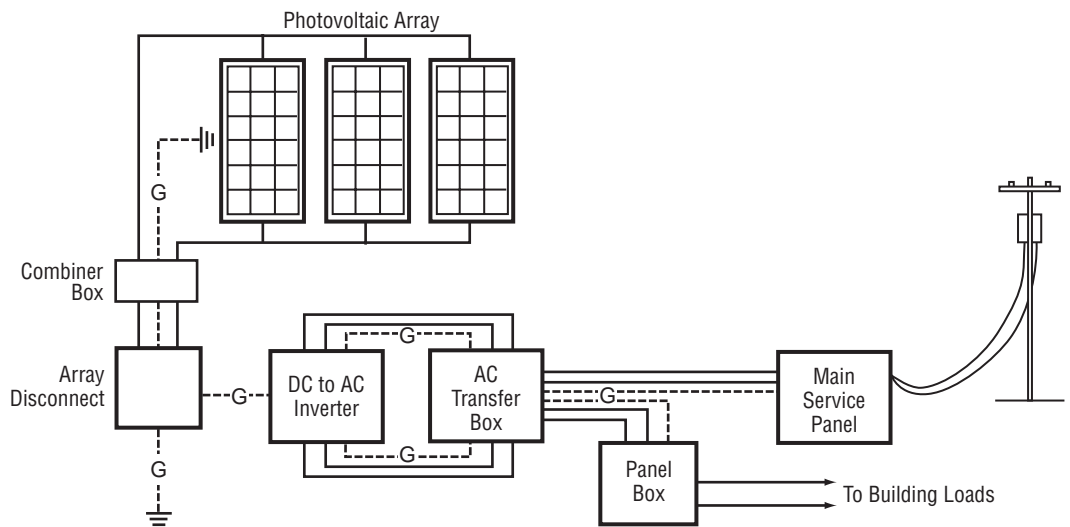 Photovoltaic Array
G
Combiner
Box
Array
Disconnect
G
G
DC to AC
Inverter
G
G
AC
Transfer
Box
G
Main
Service
Panel
Panel
Box
To Building Loads